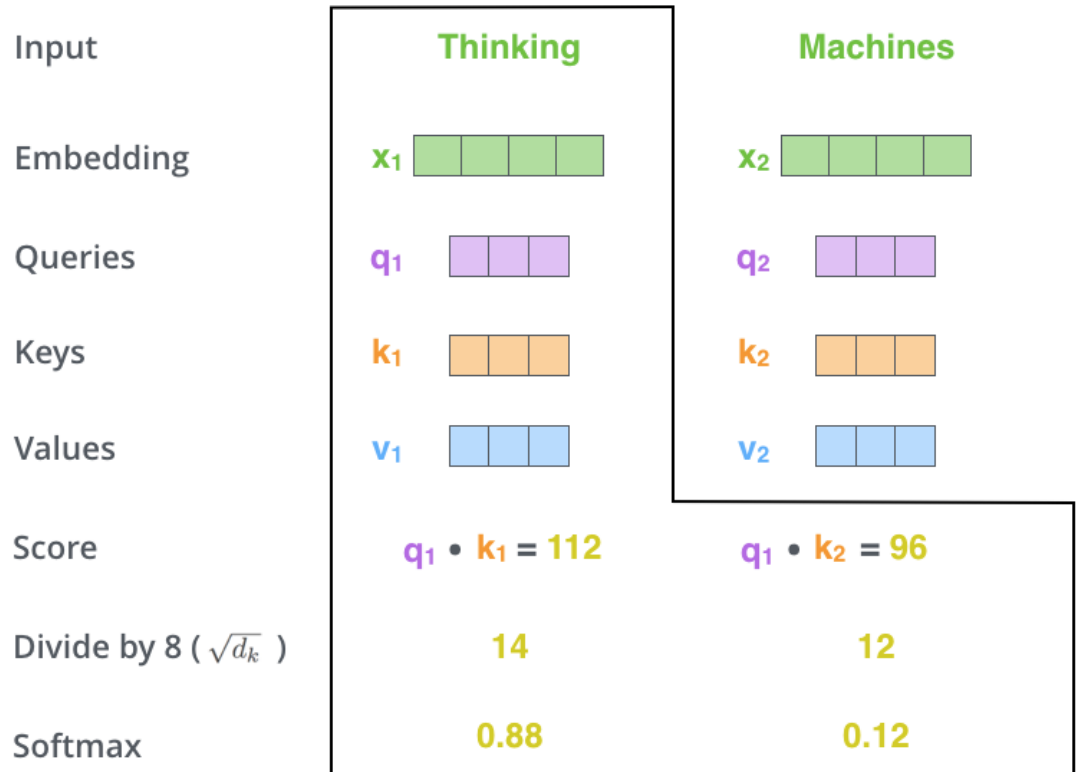 Input Thinking Machines
Embedding x₁ x₂
Queries q₁ q₂
Keys k₁ k₂
Values v₁ v₂
Score q₁ • k₁ = 112 q₁ • k₂ = 96
Divide by 8 ( √dₖ ) 14 12
Softmax 0.88 0.12